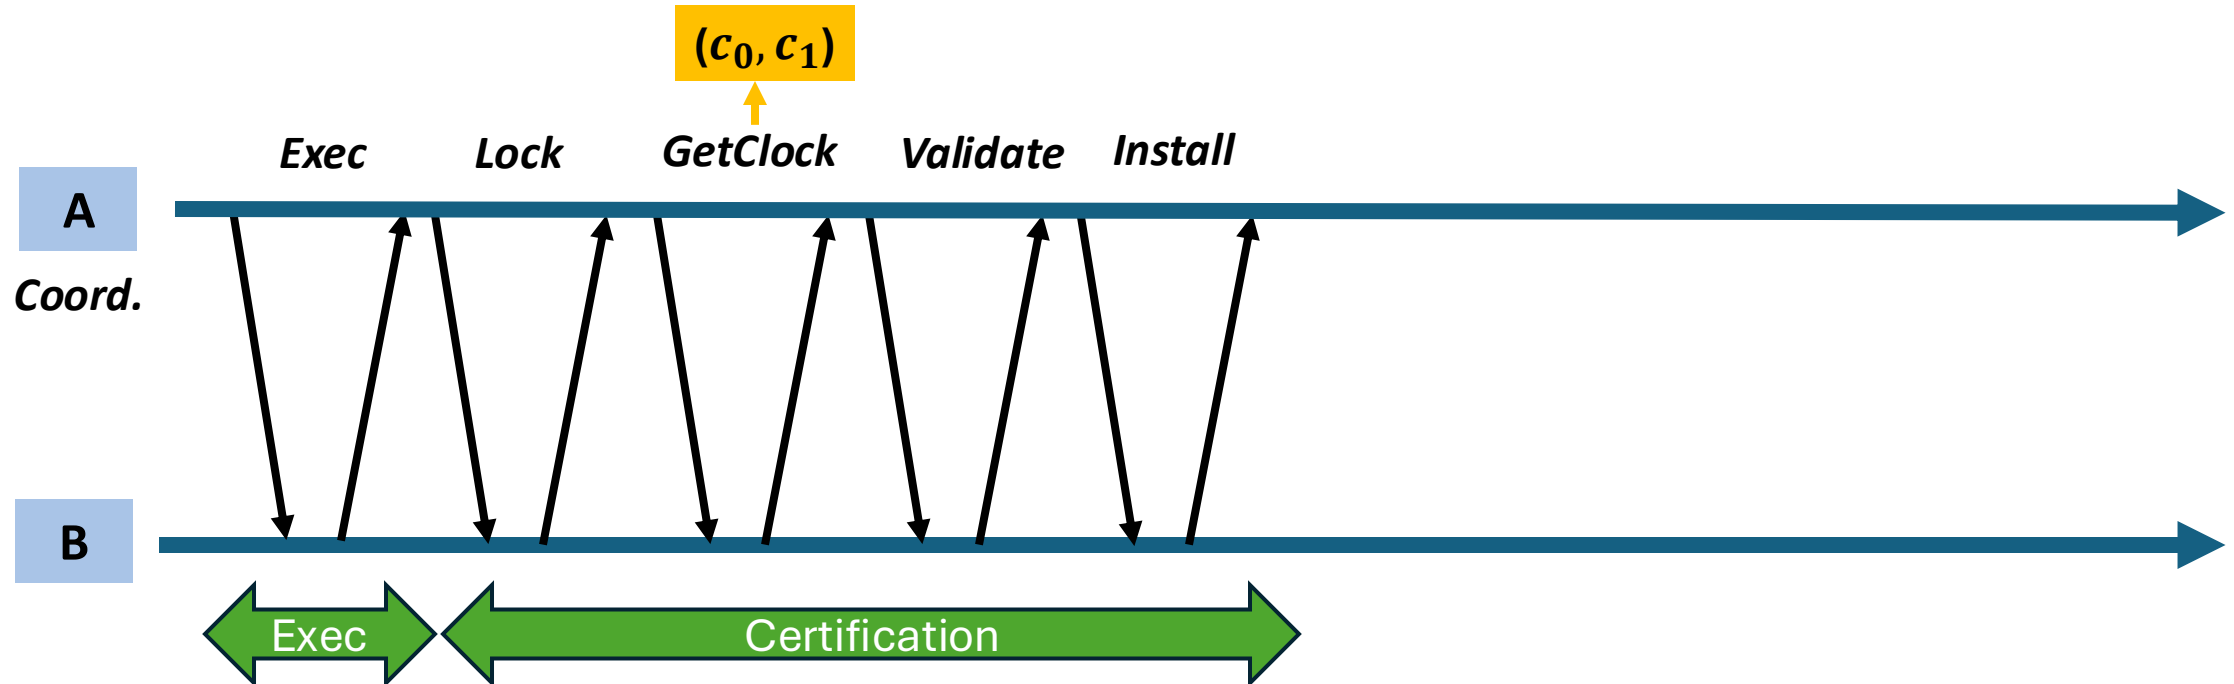 (c₀, c₁)
Exec Lock GetClock Validate Install
A
Coord.
B
Exec Certification